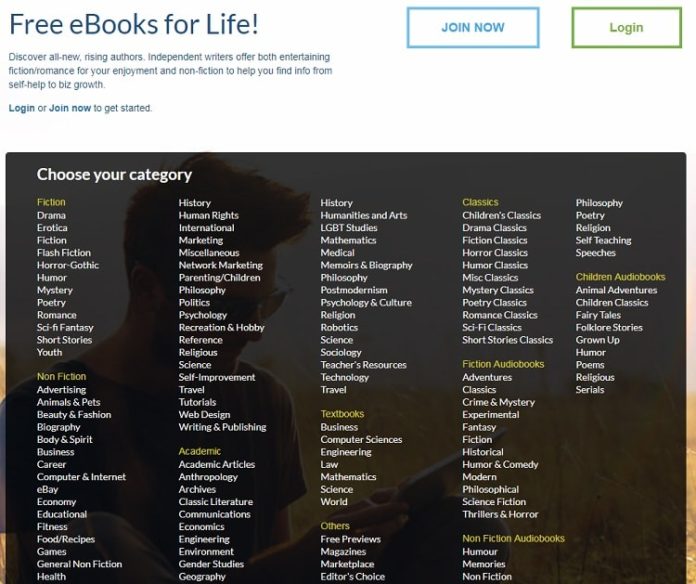 Free eBooks for Life!
JOIN NOW
Login
Discover all-new, rising authors. Independent writers offer both entertaining
fiction/romance for your enjoyment and non-fiction to help you find info from
self-help to biz growth.
Login or Join now to get started.
Choose your category
Fiction
Drama
Erotica
Fiction
Flash Fiction
Horror-Gothic
Humor
Mystery
Poetry
Romance
Sci-fi Fantasy
Short Stories
Youth
Non Fiction
Advertising
Animals & Pets
Beauty & Fashion
Biography
Body & Spirit
Business
Career
Computer & Internet
eBay
Economy
Educational
Fitness
Food/Recipes
Games
General Non Fiction
Health
History
Human Rights
International
Marketing
Miscellaneous
Network Marketing
Parenting/Children
Philosophy
Politics
Psychology
Recreation & Hobby
Reference
Religious
Science
Self-Improvement
Travel
Tutorials
Web Design
Writing & Publishing
Academic
Academic Articles
Anthropology
Archives
Classic Literature
Communications
Economics
Engineering
Environment
Gender Studies
Geography
History
Humanities and Arts
LGBT Studies
Mathematics
Medical
Memoirs & Biography
Philosophy
Postmodernism
Psychology & Culture
Religion
Robotics
Science
Sociology
Teacher's Resources
Technology
Travel
Textbooks
Business
Computer Sciences
Engineering
Law
Mathematics
Science
World
Others
Free Previews
Magazines
Marketplace
Editor's Choice
Classics
Children's Classics
Drama Classics
Fiction Classics
Horror Classics
Humor Classics
Misc Classics
Mystery Classics
Poetry Classics
Romance Classics
Sci-Fi Classics
Short Stories Classics
Fiction Audiobooks
Adventures
Classics
Crime & Mystery
Experimental
Fantasy
Fiction
Historical
Humor & Comedy
Modern
Philosophical
Science Fiction
Thrillers & Horror
Non Fiction Audiobooks
Humour
Memories
Non Fiction
Philosophy
Poetry
Religion
Self Teaching
Speeches
Children Audiobooks
Animal Adventures
Children Classics
Fairy Tales
Folklore Stories
Grown Up
Humor
Poems
Religious
Serials